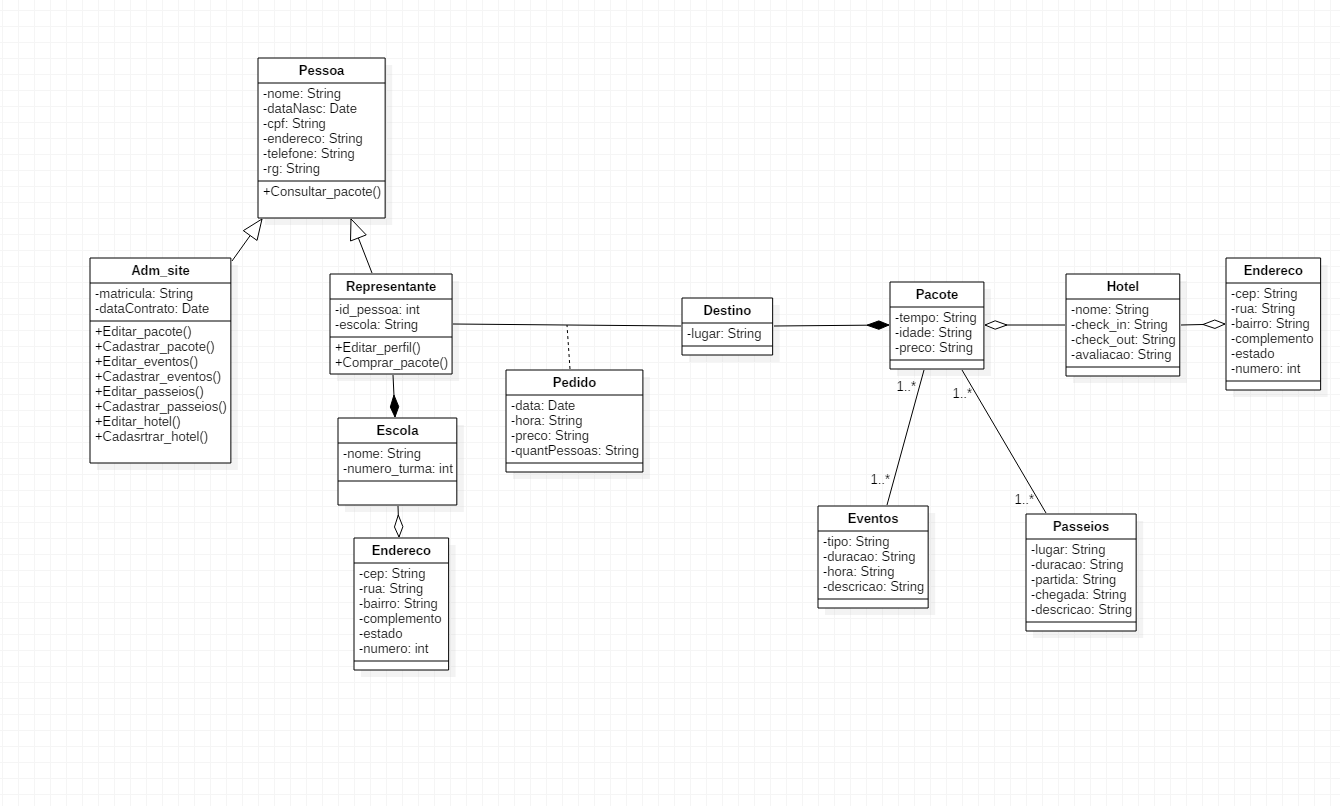 Pessoa
-nome: String
-dataNasc: Date
-cpf: String
-endereco: String
-telefone: String
-rg: String
+Consultar_pacote()
Adm_site
-matricula: String
-dataContrato: Date
+Editar_pacote()
+Cadastrar_pacote()
+Editar_eventos()
+Cadastrar_eventos()
+Editar_passeios()
+Cadastrar_passeios()
+Editar_hotel()
+Cadasrtrar_hotel()
Representante
-id_pessoa: int
-escola: String
+Editar_perfil()
+Comprar_pacote()
Escola
-nome: String
-numero_turma: int
Endereco
-cep: String
-rua: String
-bairro: String
-complemento
-estado
-numero: int
Pedido
-data: Date
-hora: String
-preco: String
-quantPessoas: String
Destino
-lugar: String
Pacote
-tempo: String
-idade: String
-preco: String
1..*
1..*
1..*
1..*
Eventos
-tipo: String
-duracao: String
-hora: String
-descricao: String
Passeios
-lugar: String
-duracao: String
-partida: String
-chegada: String
-descricao: String
Hotel
-nome: String
-check_in: String
-check_out: String
-avaliacao: String
Endereco
-cep: String
-rua: String
-bairro: String
-complemento
-estado
-numero: int